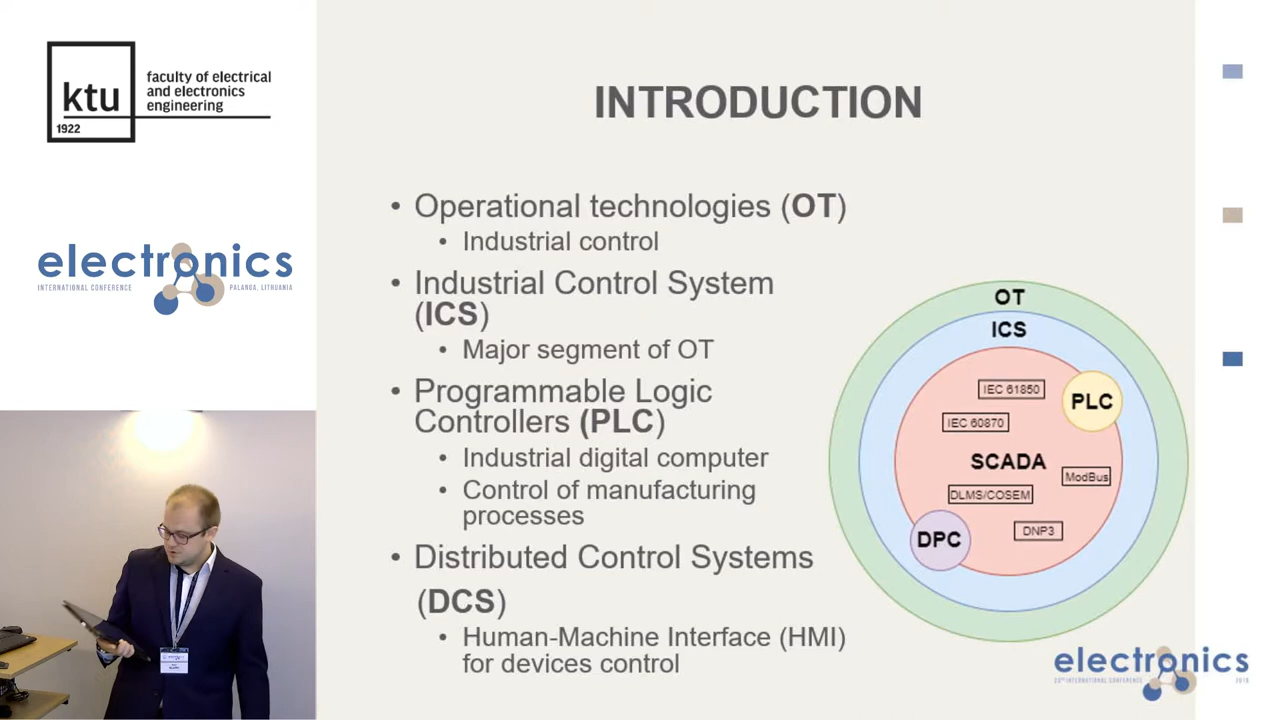 ktu
1922
faculty of electrical
and electronics
engineering
electronics
INTERNATIONAL CONFERENCE
PALANGA, LITHUANIA
INTRODUCTION
• Operational technologies (OT)
• Industrial control
• Industrial Control System
(ICS)
• Major segment of OT
• Programmable Logic
Controllers (PLC)
• Industrial digital computer
• Control of manufacturing
processes
• Distributed Control Systems
(DCS)
• Human-Machine Interface (HMI)
for devices control
OT
ICS
IEC 61850
PLC
IEC 60870
SCADA
ModBus
DLMS/COSEM
DNP3
DPC
electronics
INTERNATIONAL CONFERENCE